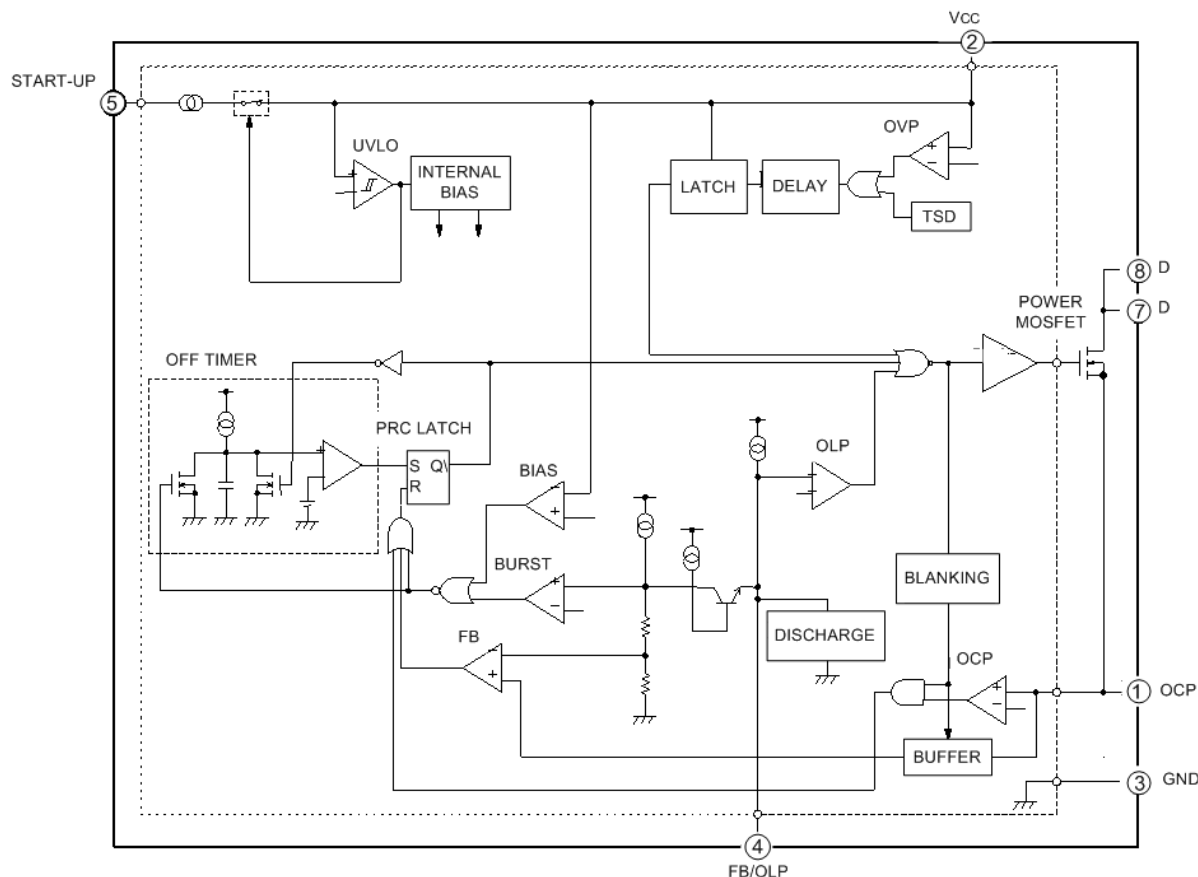 VCC
2
START-UP
5
OVP
UVLO
INTERNAL
BIAS
LATCH
DELAY
TSD
8 D
7 D
POWER
MOSFET
OFF TIMER
PRC LATCH
S Q\
R
BIAS
OLP
BURST
BLANKING
FB
DISCHARGE
OCP
1 OCP
BUFFER
3 GND
4
FB/OLP